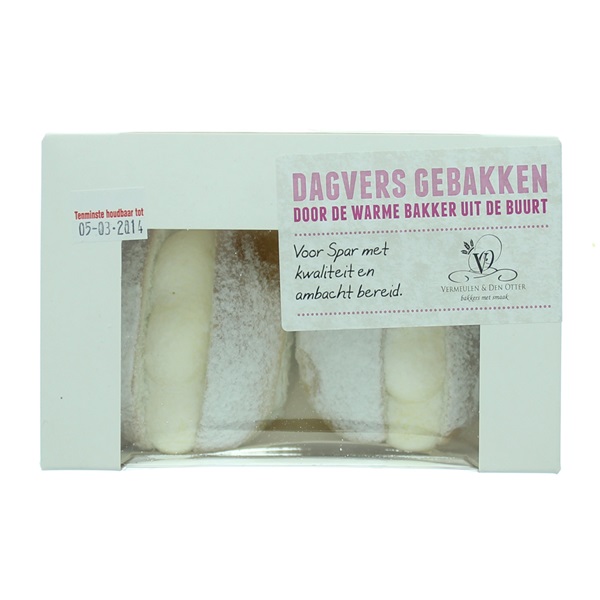 Tenminste houdbaar tot
05-03-2014
DAGVERS GEBAKKEN
DOOR DE WARME BAKKER UIT DE BUURT
Voor Spar met
kwaliteit en
ambacht bereid.
VERMEULEN & DEN OTTER
bakkers met smaak